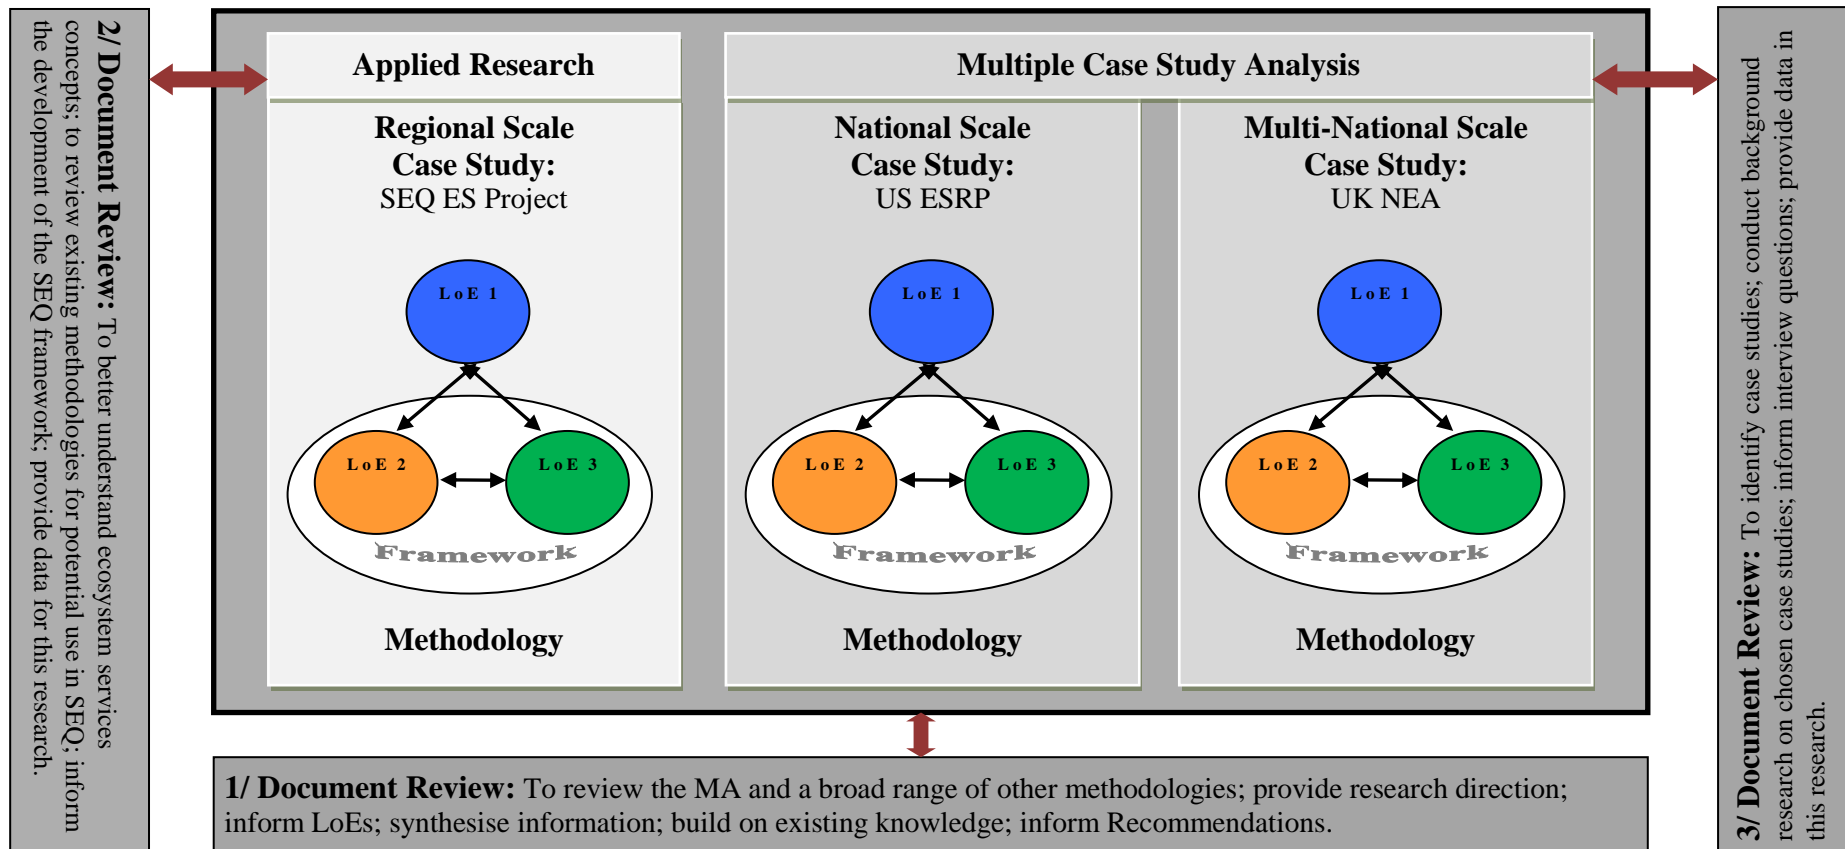 2/ Document Review: To better understand ecosystem services
concepts; to review existing methodologies for potential use in SEQ; inform
the development of the SEQ framework; provide data for this research.
Applied Research
Regional Scale
Case Study:
SEQ ES Project
LoE 1
LoE 2
LoE 3
Framework
Methodology
Multiple Case Study Analysis
National Scale
Case Study:
US ESRP
LoE 1
LoE 2
LoE 3
Framework
Methodology
Multi-National Scale
Case Study:
UK NEA
LoE 1
LoE 2
LoE 3
Framework
Methodology
3/ Document Review: To identify case studies; conduct background
research on chosen case studies; inform interview questions; provide data in
this research.
1/ Document Review: To review the MA and a broad range of other methodologies; provide research direction;
inform LoEs; synthesise information; build on existing knowledge; inform Recommendations.